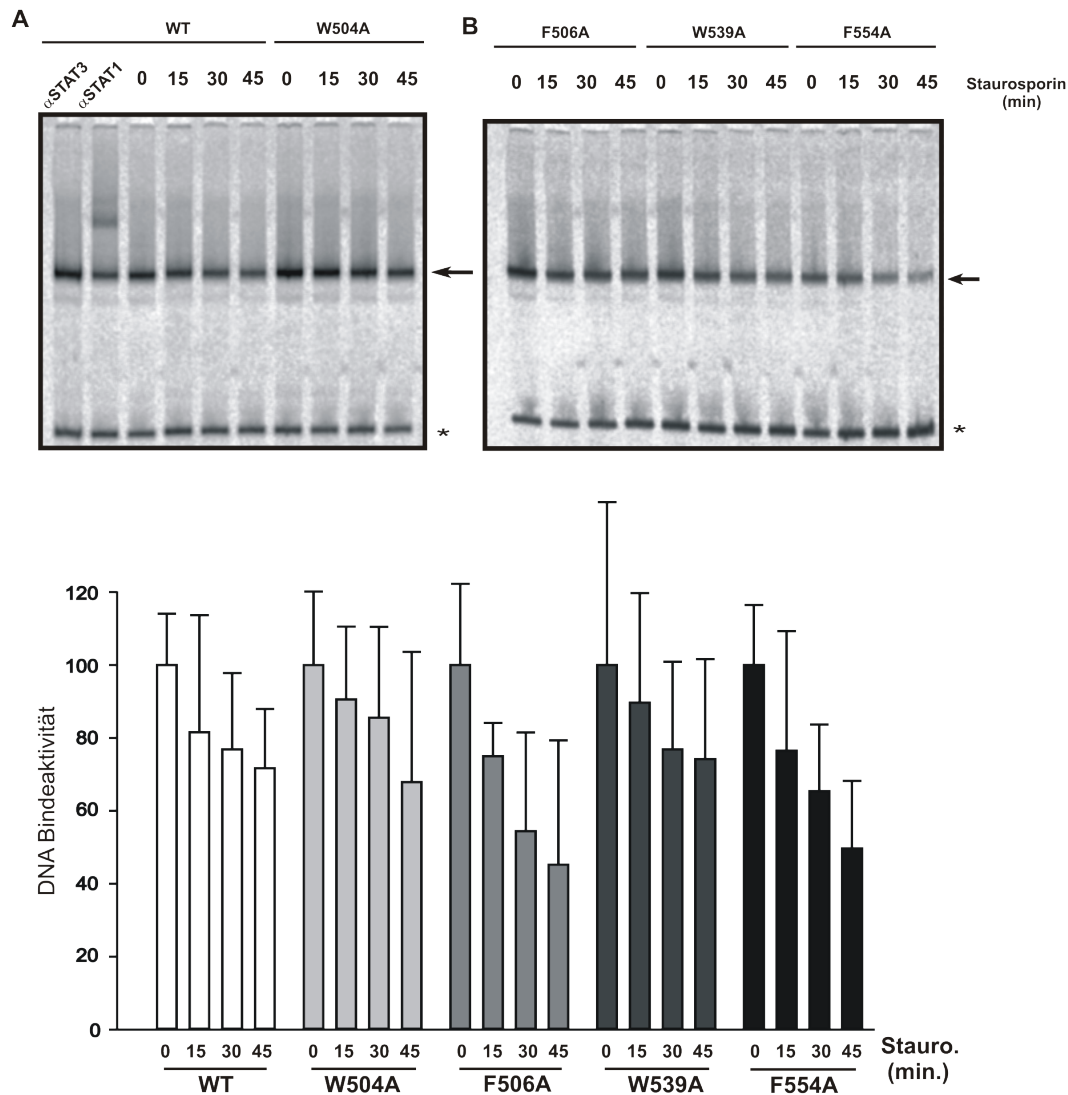 A
WT W504A
αSTAT3 αSTAT1 0 15 30 45 0 15 30 45
*
B
F506A W539A F554A
0 15 30 45 0 15 30 45 0 15 30 45
Staurosporin
(min)
*
DNA Bindeaktivität
120
100
80
60
40
20
0
0 15 30 45 0 15 30 45 0 15 30 45 0 15 30 45 0 15 30 45
WT W504A F506A W539A F554A
Stauro.
(min.)